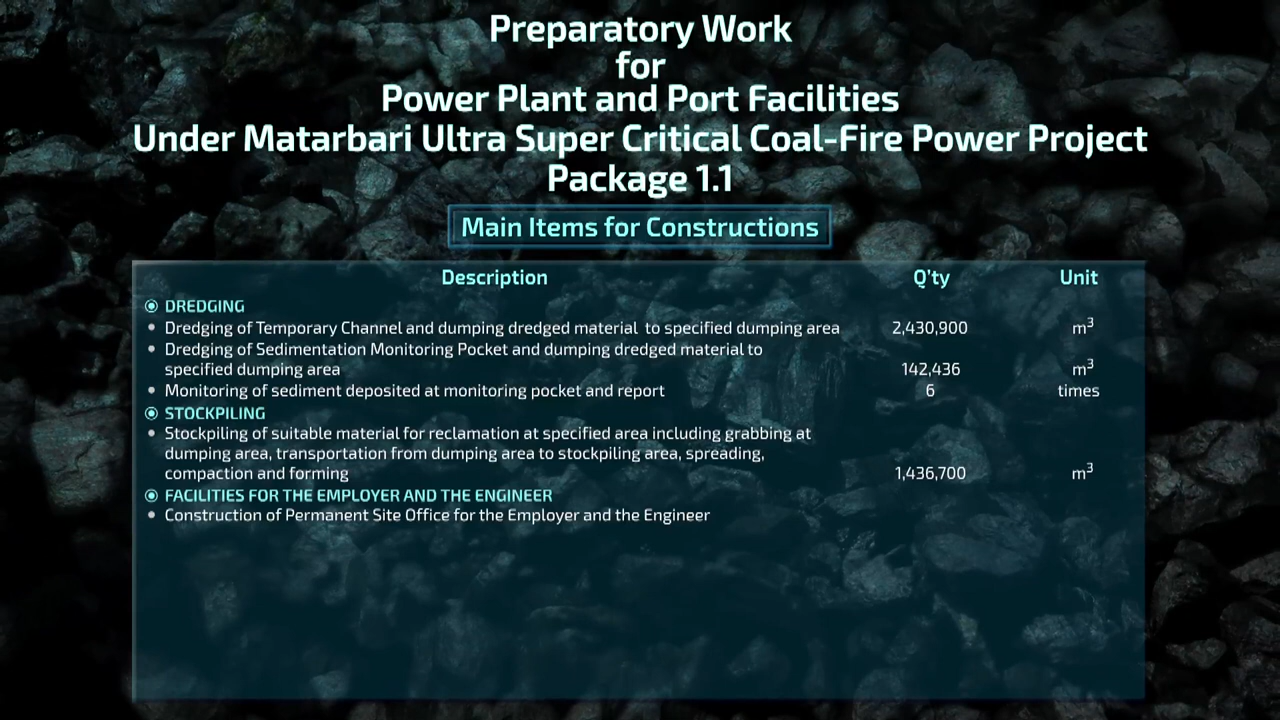 Preparatory Work
for
Power Plant and Port Facilities
Under Matarbari Ultra Super Critical Coal-Fire Power Project
Package 1.1
Main Items for Constructions
Description Q'ty Unit
DREDGING
Dredging of Temporary Channel and dumping dredged material to specified dumping area 2,430,900 m³
Dredging of Sedimentation Monitoring Pocket and dumping dredged material to
specified dumping area 142,436 m³
Monitoring of sediment deposited at monitoring pocket and report 6 times
STOCKPILING
Stockpiling of suitable material for reclamation at specified area including grabbing at
dumping area, transportation from dumping area to stockpiling area, spreading,
compaction and forming 1,436,700 m³
FACILITIES FOR THE EMPLOYER AND THE ENGINEER
Construction of Permanent Site Office for the Employer and the Engineer